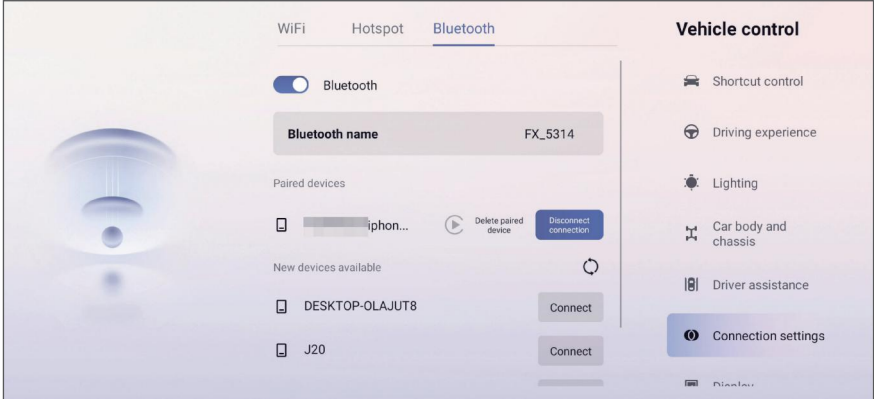 WiFi Hotspot Bluetooth
Bluetooth
Bluetooth name FX_5314
Paired devices
iphon... Delete paired device Disconnect connection
New devices available
DESKTOP-OLAJUT8 Connect
J20 Connect
Vehicle control
Shortcut control
Driving experience
Lighting
Car body and
chassis
Driver assistance
Connection settings
Display